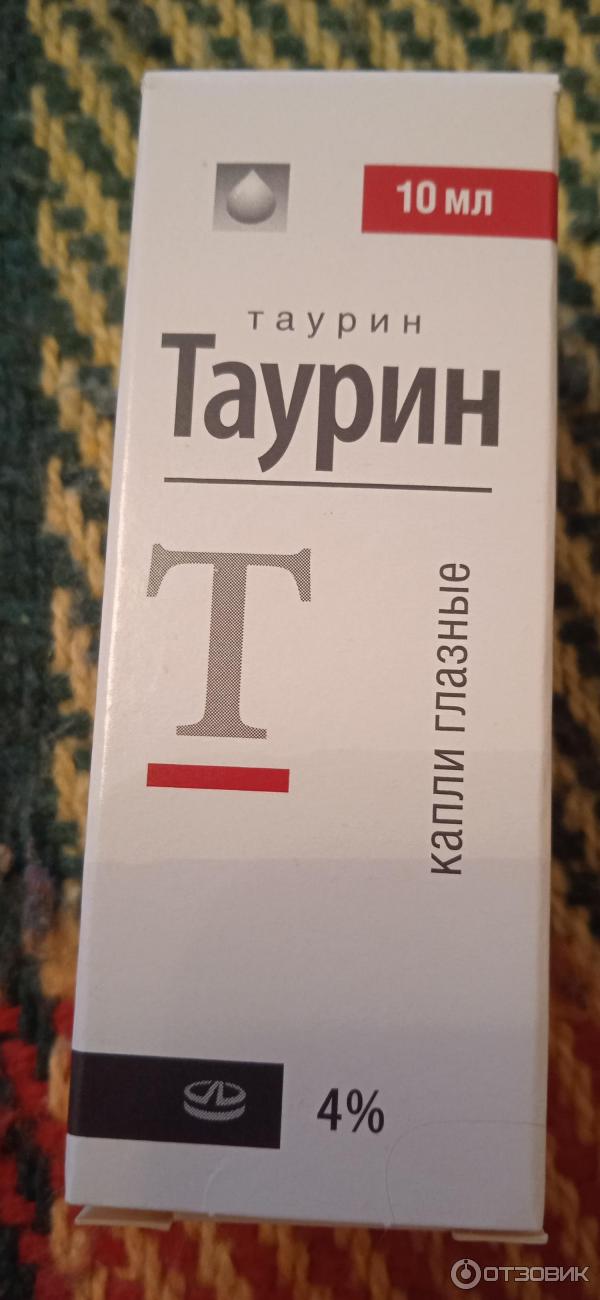 10 мл
таурин
Таурин
Т
капли глазные
4%
ОТЗОВИК